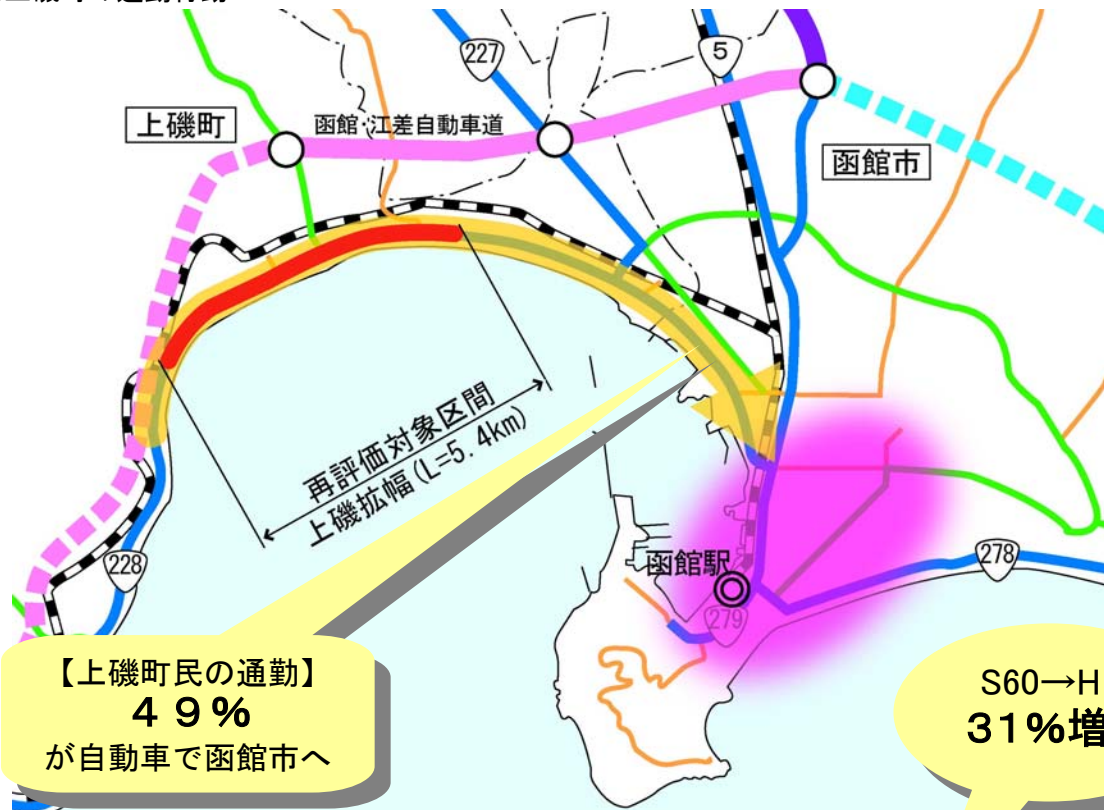 227
5
上磯町
函館・江差自動車道
函館市
再評価対象区間
上磯拡幅(L=5.4km)
228
函館駅
278
279
【上磯町民の通勤】
49%
が自動車で函館市へ
S60→H
31%増